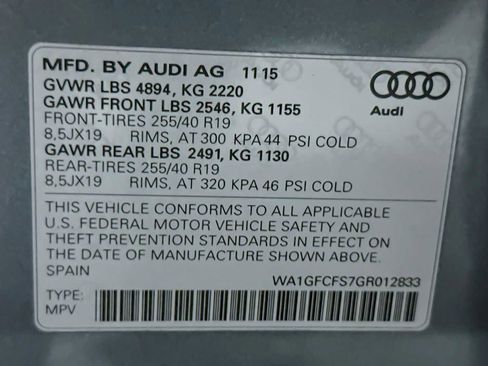 MFD. BY AUDI AG 11 15
GVWR LBS 4894, KG 2220
GAWR FRONT LBS 2546, KG 1155
FRONT-TIRES 255/40 R19
8,5JX19 RIMS, AT 300 KPA 44 PSI COLD
GAWR REAR LBS 2491, KG 1130
REAR-TIRES 255/40 R19
8,5JX19 RIMS, AT 320 KPA 46 PSI COLD
Audi
THIS VEHICLE CONFORMS TO ALL APPLICABLE
U.S. FEDERAL MOTOR VEHICLE SAFETY AND
THEFT PREVENTION STANDARDS IN EFFECT ON
THE DATE OF MANUFACTURE SHOWN ABOVE.
SPAIN
WA1GFCFS7GR012833
TYPE:
MPV